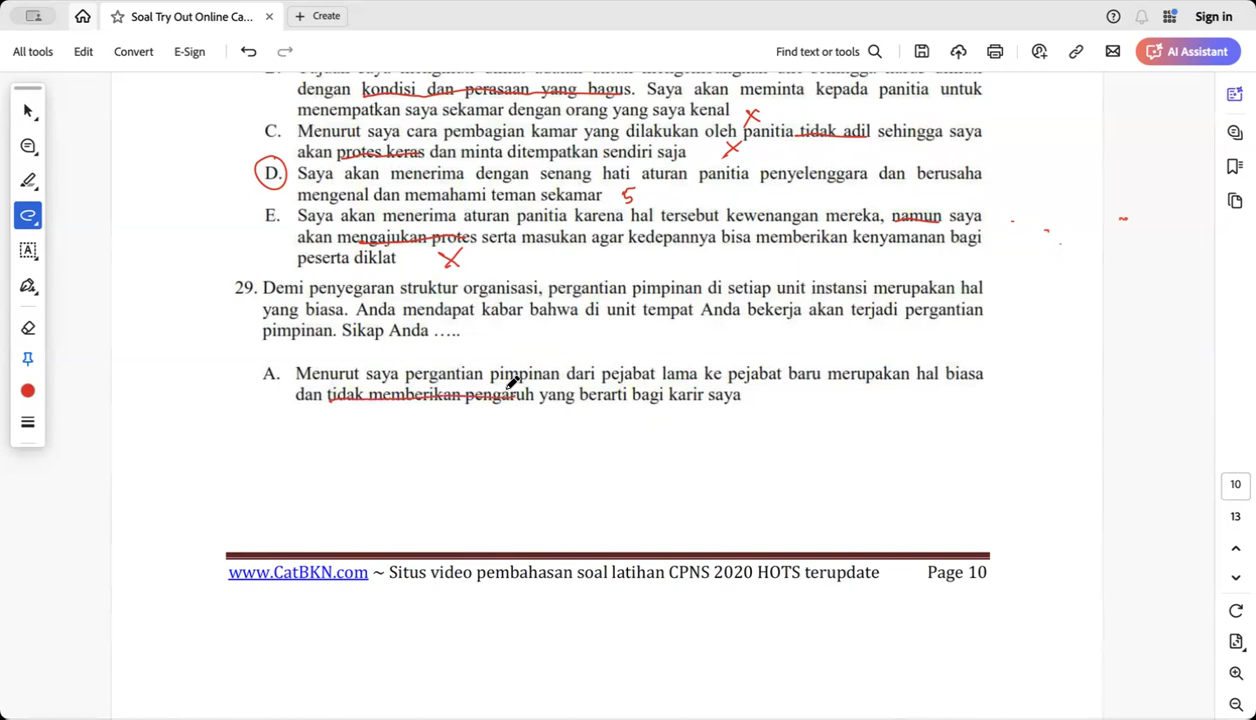 Soal Try Out Online Ca...
Create
Sign in
All tools Edit Convert E-Sign
Find text or tools
AI Assistant
dengan kondisi dan perasaan yang bagus. Saya akan meminta kepada panitia untuk
menempatkan saya sekamar dengan orang yang saya kenal
C. Menurut saya cara pembagian kamar yang dilakukan oleh panitia tidak adil sehingga saya
akan protes keras dan minta ditempatkan sendiri saja
D. Saya akan menerima dengan senang hati aturan panitia penyelenggara dan berusaha
mengenal dan memahami teman sekamar 5
E. Saya akan menerima aturan panitia karena hal tersebut kewenangan mereka, namun saya
akan mengajukan protes serta masukan agar kedepannya bisa memberikan kenyamanan bagi
peserta diklat
29. Demi penyegaran struktur organisasi, pergantian pimpinan di setiap unit instansi merupakan hal
yang biasa. Anda mendapat kabar bahwa di unit tempat Anda bekerja akan terjadi pergantian
pimpinan. Sikap Anda …..
A. Menurut saya pergantian pimpinan dari pejabat lama ke pejabat baru merupakan hal biasa
dan tidak memberikan pengaruh yang berarti bagi karir saya
www.CatBKN.com ~ Situs video pembahasan soal latihan CPNS 2020 HOTS terupdate Page 10
10
13